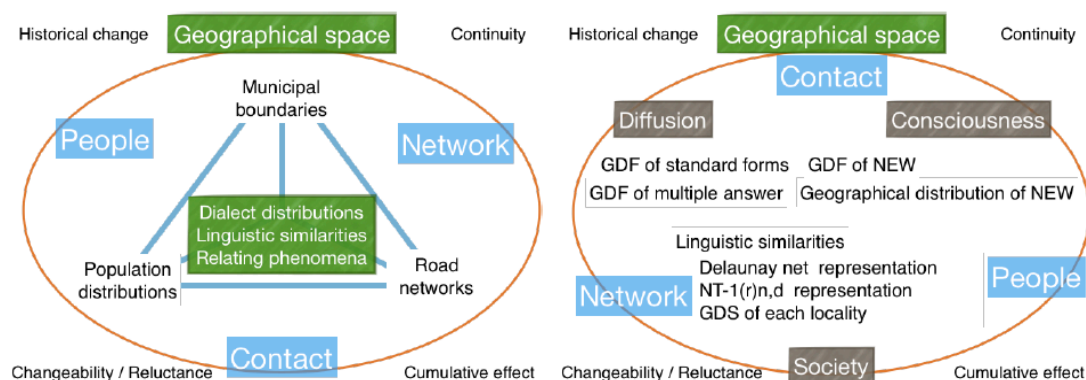 Historical change
Geographical space
Continuity
Municipal
boundaries
People
Network
Dialect distributions
Linguistic similarities
Relating phenomena
Population
distributions
Road
networks
Contact
Changeability / Reluctance
Cumulative effect
Historical change
Geographical space
Continuity
Contact
Diffusion
Consciousness
GDF of standard forms
GDF of NEW
GDF of multiple answer
Geographical distribution of NEW
Linguistic similarities
Delaunay net representation
NT-1(r)n,d representation
GDS of each locality
Network
People
Society
Changeability / Reluctance
Cumulative effect